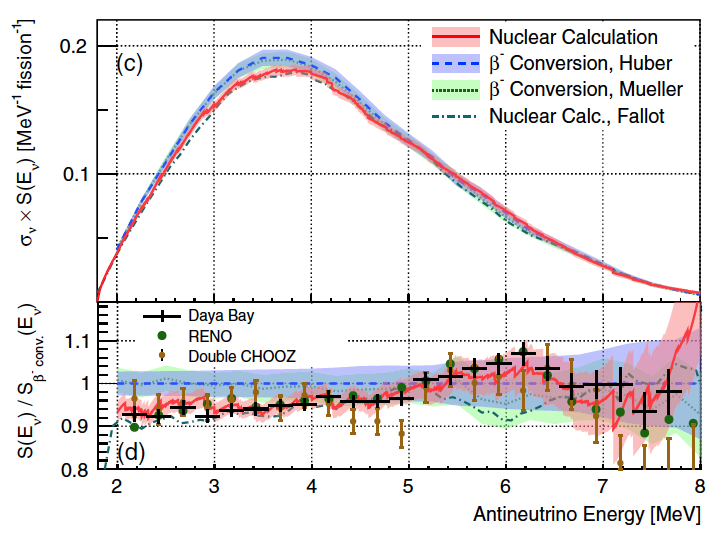 0.2
0.1
σν × S(Eν) [MeV⁻¹ fission⁻¹]
(c)
Nuclear Calculation
β⁻ Conversion, Huber
β⁻ Conversion, Mueller
Nuclear Calc., Fallot
1.1
1
0.9
0.8
S(Eν) / Sβ⁻ conv.(Eν)
Daya Bay
RENO
Double CHOOZ
(d)
2 3 4 5 6 7 8
Antineutrino Energy [MeV]